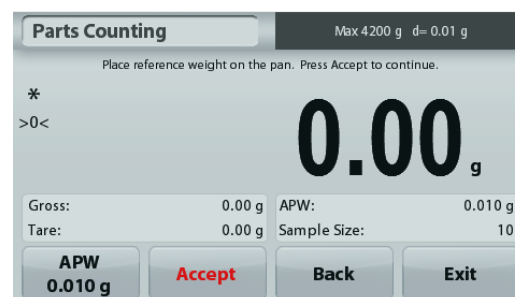 Parts Counting
Max 4200 g d= 0.01 g
Place reference weight on the pan. Press Accept to continue.
*
>0<
0.00 g
Gross: 0.00 g APW: 0.010 g
Tare: 0.00 g Sample Size: 10
APW
0.010 g
Accept
Back
Exit